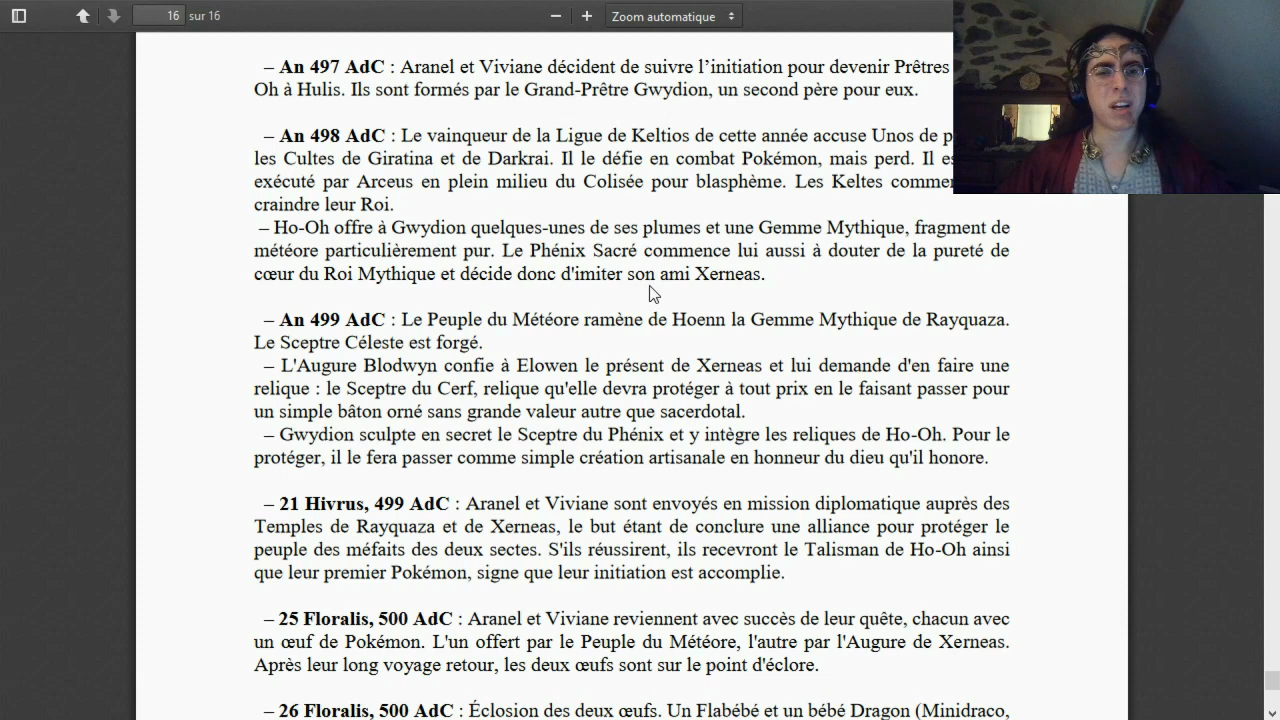 16 sur 16 Zoom automatique
– An 497 AdC : Aranel et Viviane décident de suivre l’initiation pour devenir Prêtres
Oh à Hulis. Ils sont formés par le Grand-Prêtre Gwydion, un second père pour eux.
– An 498 AdC : Le vainqueur de la Ligue de Keltios de cette année accuse Unos de
les Cultes de Giratina et de Darkrai. Il le défie en combat Pokémon, mais perd. Il
exécuté par Arceus en plein milieu du Colisée pour blasphème. Les Keltes
craindre leur Roi.
– Ho-Oh offre à Gwydion quelques-unes de ses plumes et une Gemme Mythique, fragment de
météore particulièrement pur. Le Phénix Sacré commence lui aussi à douter de la pureté de
cœur du Roi Mythique et décide donc d'imiter son ami Xerneas.
– An 499 AdC : Le Peuple du Météore ramène de Hoenn la Gemme Mythique de Rayquaza.
Le Sceptre Céleste est forgé.
– L'Augure Blodwyn confie à Elowen le présent de Xerneas et lui demande d'en faire une
relique : le Sceptre du Cerf, relique qu'elle devra protéger à tout prix en le faisant passer pour
un simple bâton orné sans grande valeur autre que sacerdotal.
– Gwydion sculpte en secret le Sceptre du Phénix et y intègre les reliques de Ho-Oh. Pour le
protéger, il le fera passer comme simple création artisanale en honneur du dieu qu'il honore.
– 21 Hivrus, 499 AdC : Aranel et Viviane sont envoyés en mission diplomatique auprès des
Temples de Rayquaza et de Xerneas, le but étant de conclure une alliance pour protéger le
peuple des méfaits des deux sectes. S'ils réussirent, ils recevront le Talisman de Ho-Oh ainsi
que leur premier Pokémon, signe que leur initiation est accomplie.
– 25 Floralis, 500 AdC : Aranel et Viviane reviennent avec succès de leur quête, chacun avec
un œuf de Pokémon. L'un offert par le Peuple du Météore, l'autre par l'Augure de Xerneas.
Après leur long voyage retour, les deux œufs sont sur le point d'éclore.
– 26 Floralis, 500 AdC : Éclosion des deux œufs. Un Flabébé et un bébé Dragon (Minidraco,